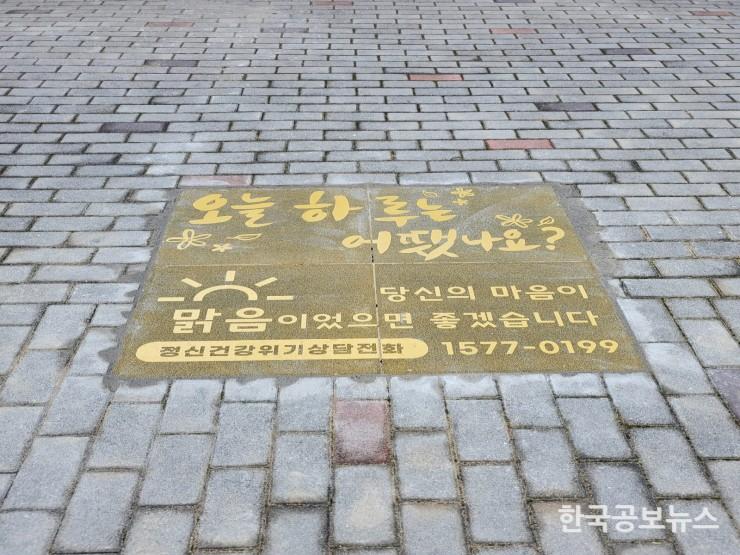 오늘 하루는
어땠나요?
당신의 마음이
맑음이었으면 좋겠습니다
정신건강위기상담전화 1577-0199
한국공보뉴스